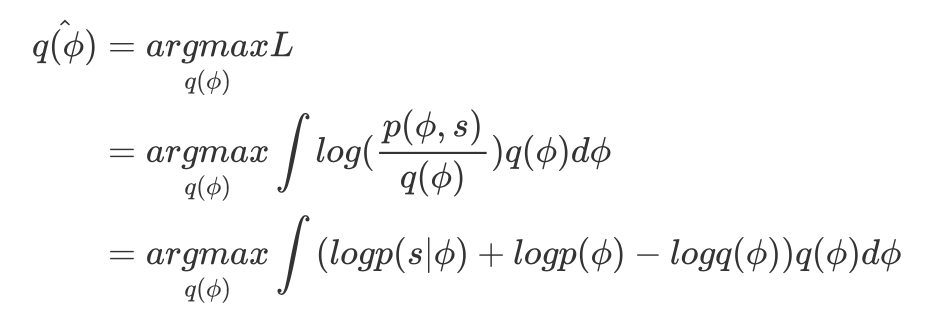 q(ϕ)̂ = argmax L
q(ϕ)
= argmax ∫ log(p(ϕ, s)/q(ϕ))q(ϕ)dϕ
q(ϕ)
= argmax ∫ (logp(s|ϕ) + logp(ϕ) − logq(ϕ))q(ϕ)dϕ
q(ϕ)